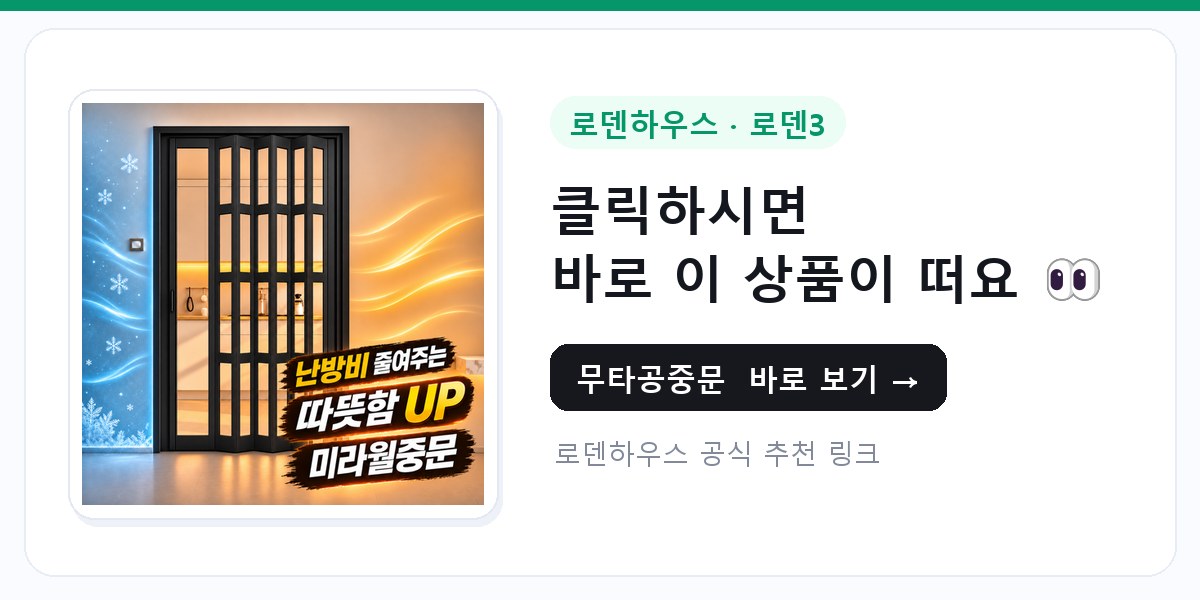 로덴하우스 · 로덴3
클릭하시면
바로 이 상품이 떠요 👀
무타공중문 바로 보기 →
로덴하우스 공식 추천 링크
난방비 줄여주는
따뜻함 UP
미라월중문